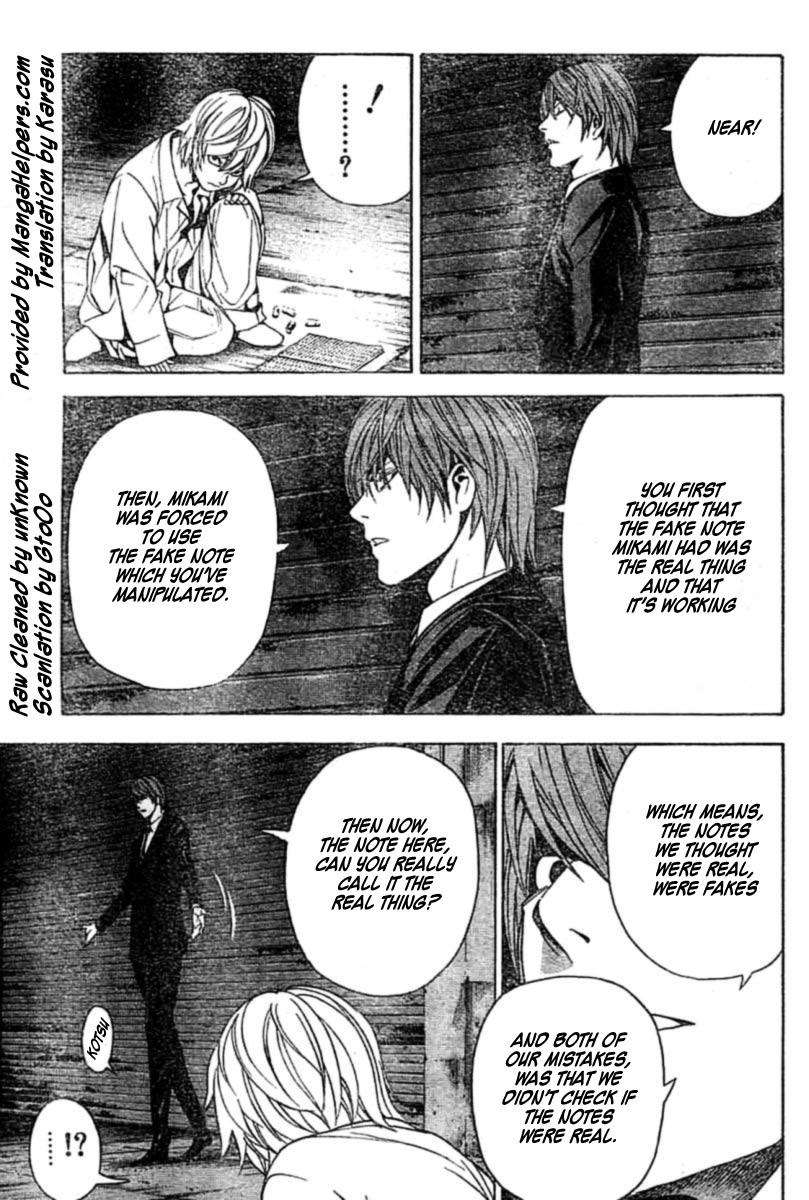 Provided by MangaHelpers.com
Translation by Karasu
Raw Cleaned by unKnown
Scanlation by GtoOo
NEAR!
......!
?
YOU FIRST
THOUGHT THAT
THE FAKE NOTE
MIKAMI HAD WAS
THE REAL THING
AND THAT
IT'S WORKING
THEN, MIKAMI
WAS FORCED
TO USE
THE FAKE NOTE
WHICH YOU'VE
MANIPULATED.
WHICH MEANS,
THE NOTES
WE THOUGHT
WERE REAL,
WERE FAKES
AND BOTH OF
OUR MISTAKES,
WAS THAT WE
DIDN'T CHECK IF
THE NOTES
WERE REAL.
THEN NOW,
THE NOTE HERE,
CAN YOU REALLY
CALL IT THE
REAL THING?
KOTSU
......!?